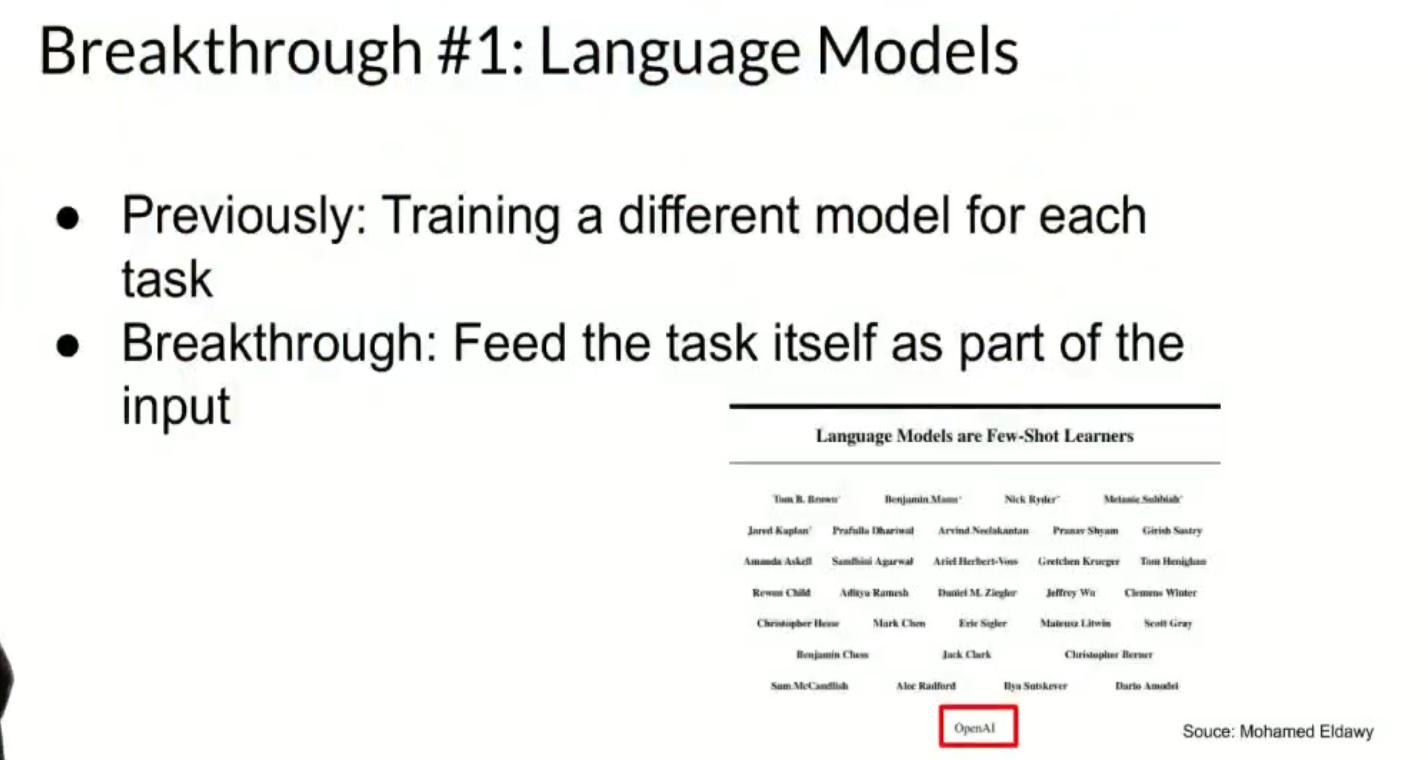 Breakthrough #1: Language Models
● Previously: Training a different model for each
task
● Breakthrough: Feed the task itself as part of the
input
Language Models are Few-Shot Learners
Tom B. Brown* Benjamin Mann* Nick Ryder* Melanie Subbiah*
Jared Kaplan† Prafulla Dhariwal Arvind Neelakantan Pranav Shyam Girish Sastry
Amanda Askell Sandhini Agarwal Ariel Herbert-Voss Gretchen Krueger Tom Henighan
Rewon Child Aditya Ramesh Daniel M. Ziegler Jeffrey Wu Clemens Winter
Christopher Hesse Mark Chen Eric Sigler Mateusz Litwin Scott Gray
Benjamin Chess Jack Clark Christopher Berner
Sam McCandlish Alec Radford Ilya Sutskever Dario Amodei
OpenAI
Souce: Mohamed Eldawy